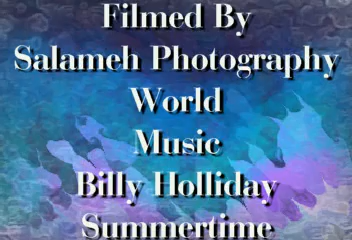 Filmed By
Salameh Photography
World
Music
Billy Holliday
Summertime